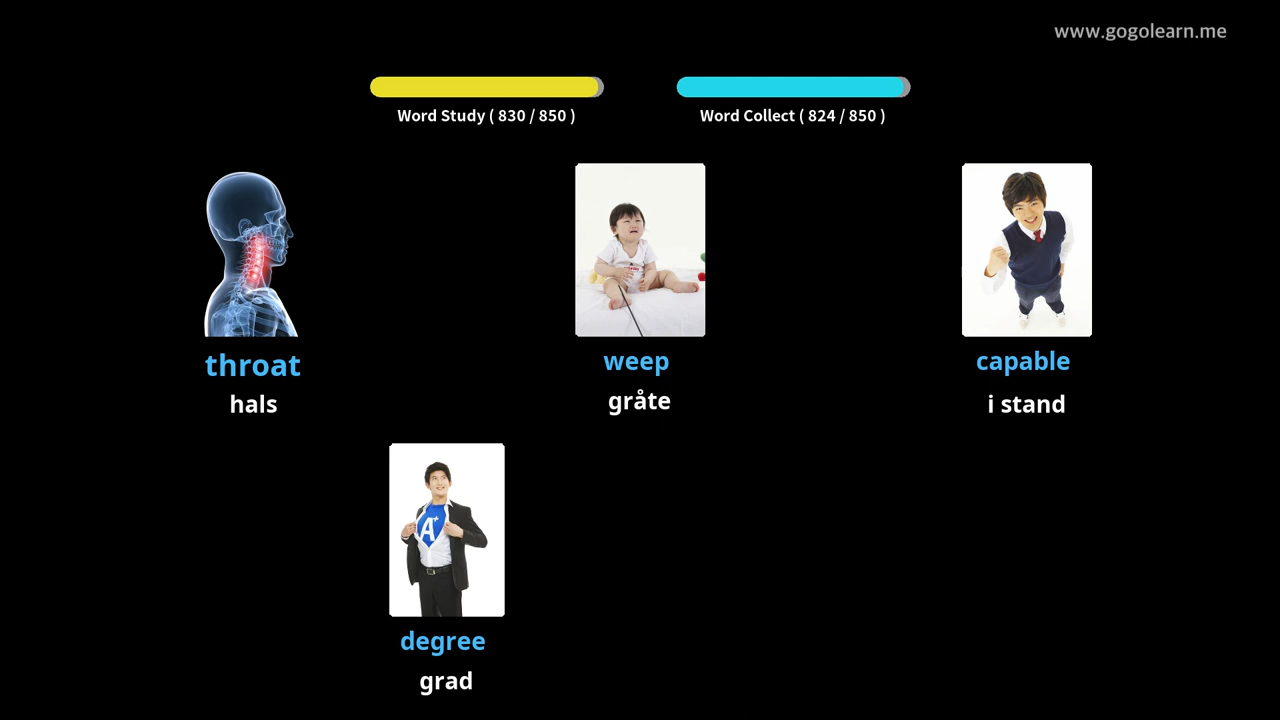 www.gogolearn.me
Word Study ( 830 / 850 )
Word Collect ( 824 / 850 )
throat
hals
weep
gråte
capable
i stand
A+
degree
grad